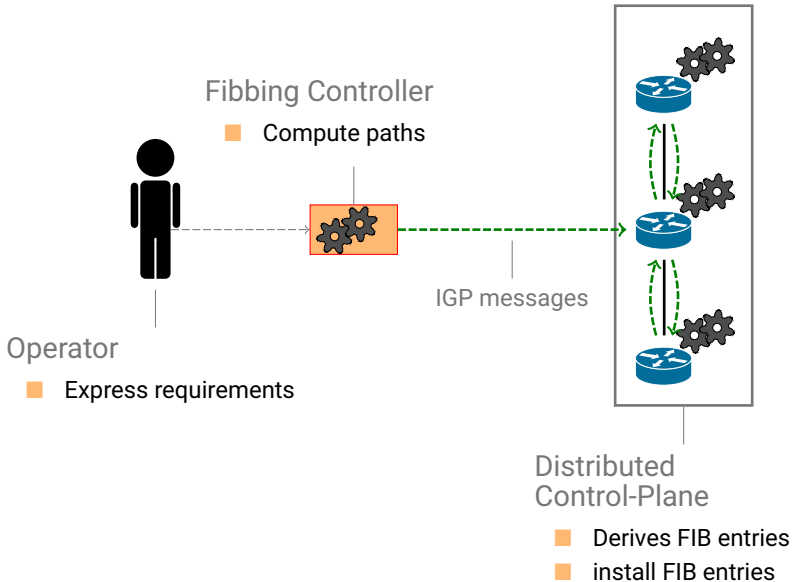 Fibbing Controller
Compute paths
IGP messages
Operator
Express requirements
Distributed
Control-Plane
Derives FIB entries
install FIB entries